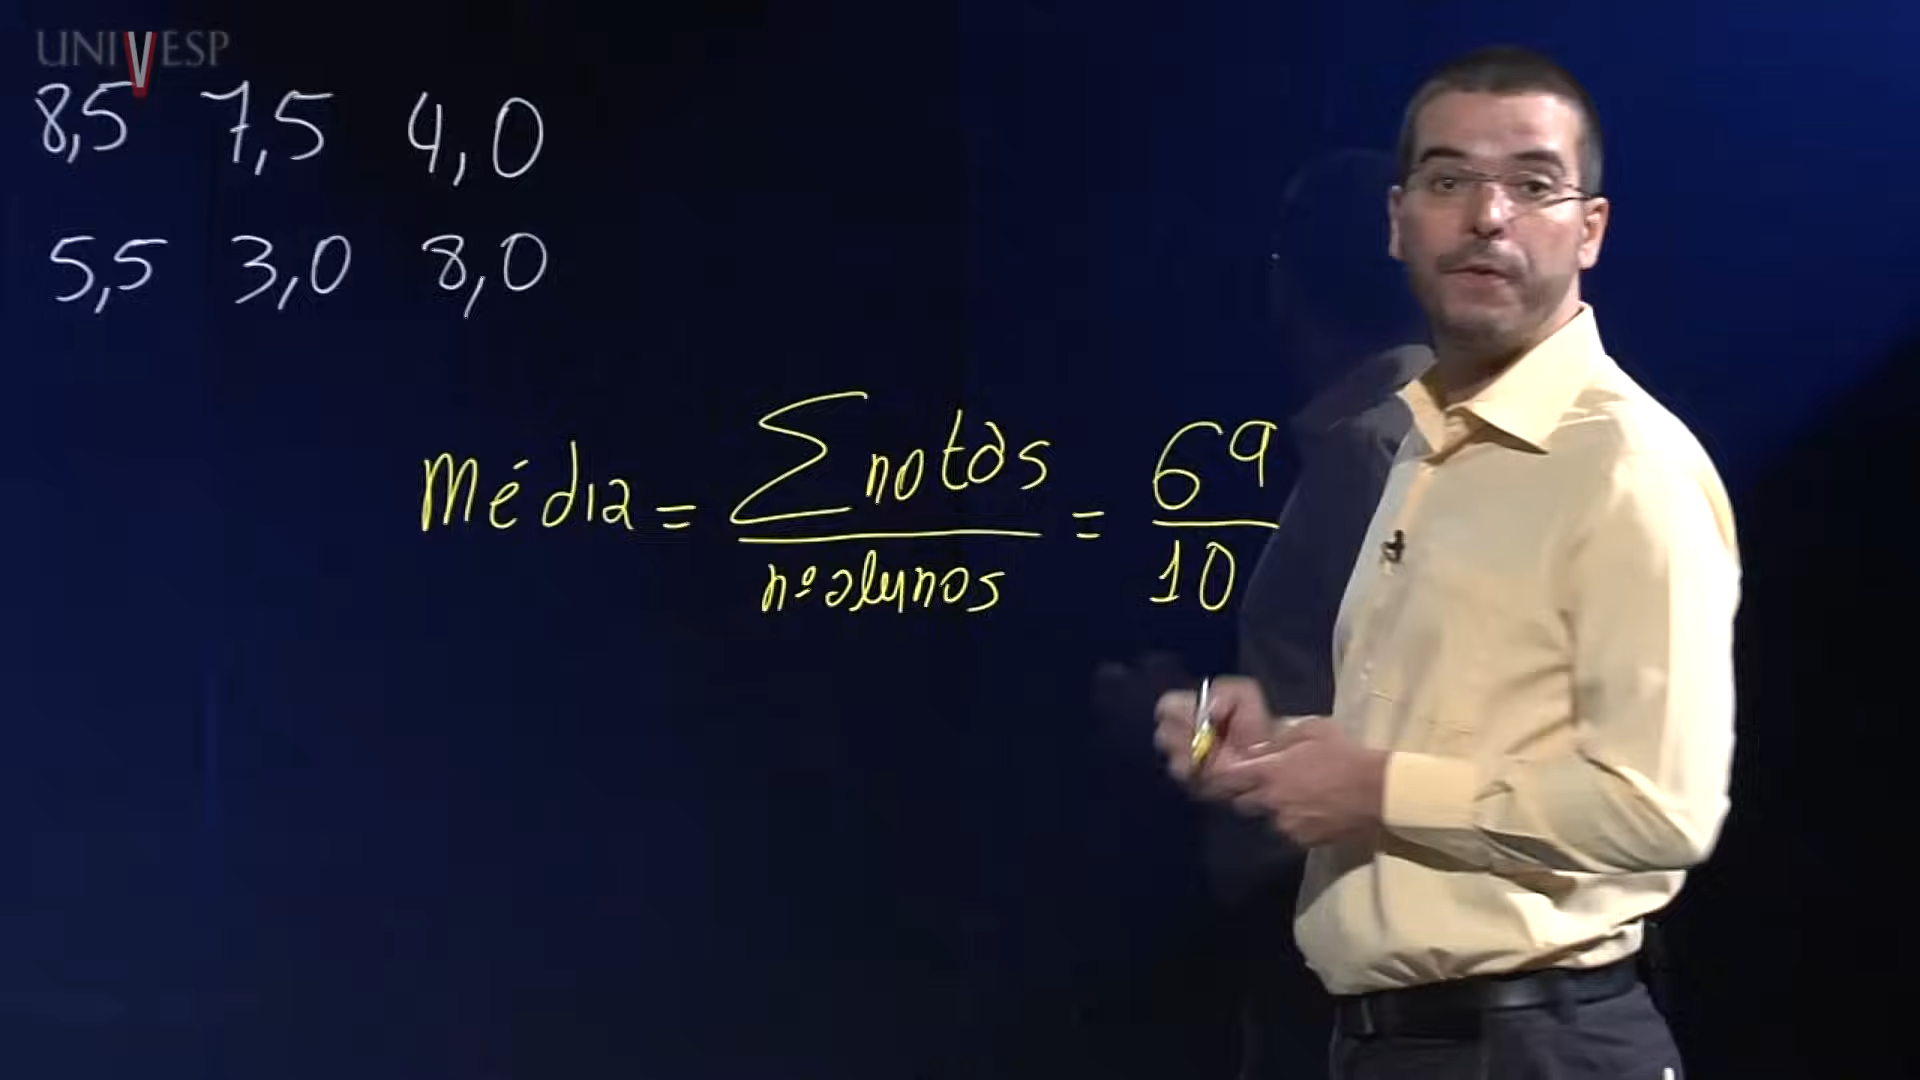 UNIVESP
8,5 7,5 4,0
5,5 3,0 8,0
Média = ∑ notas / nº alunos = 69 / 10